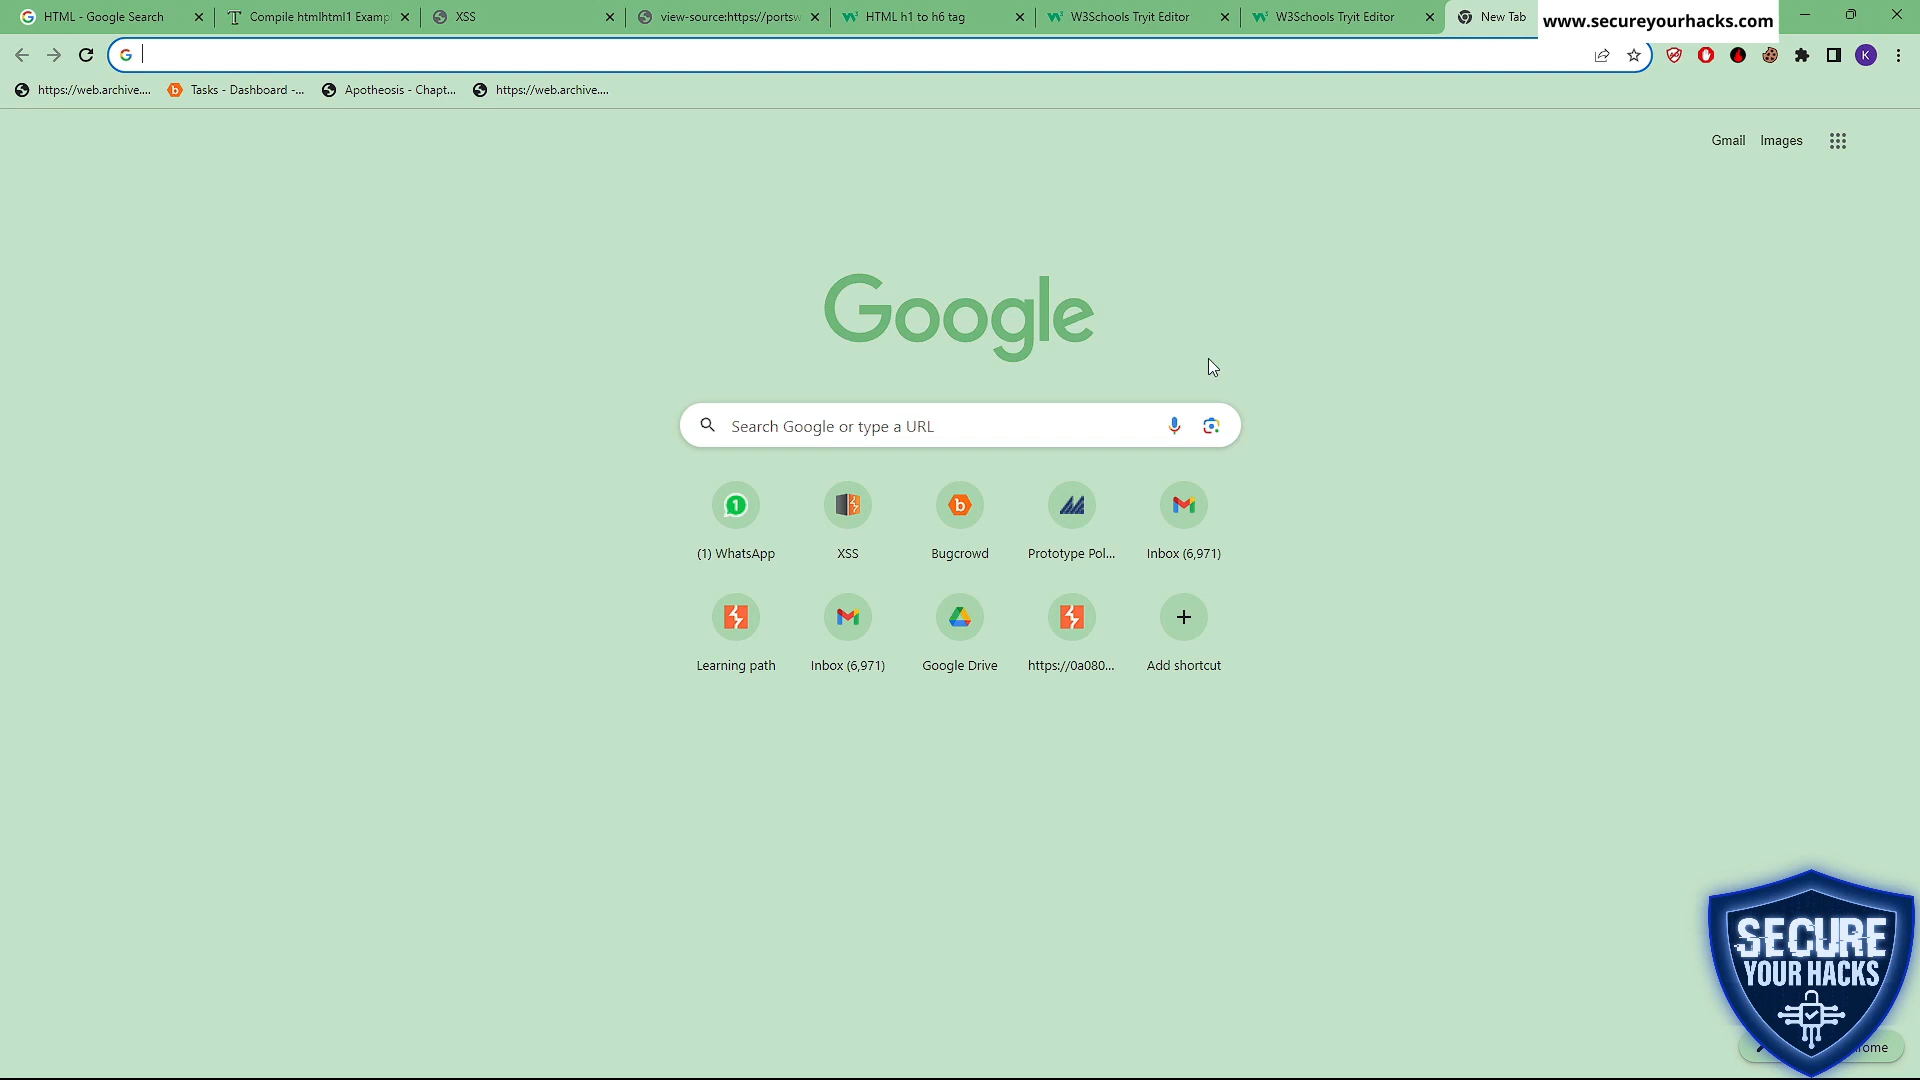 HTML - Google Search
Compile htmlhtml1 Examp
XSS
view-source:https://portsw
HTML h1 to h6 tag
W3Schools Tryit Editor
W3Schools Tryit Editor
New Tab
www.secureyourhacks.com
K
https://web.archive....
Tasks - Dashboard -...
Apotheosis - Chapt...
https://web.archive....
Gmail
Images
Google
Search Google or type a URL
(1) WhatsApp
XSS
Bugcrowd
Prototype Pol...
Inbox (6,971)
Learning path
Inbox (6,971)
Google Drive
https://0a080...
Add shortcut
SECURE
YOUR HACKS